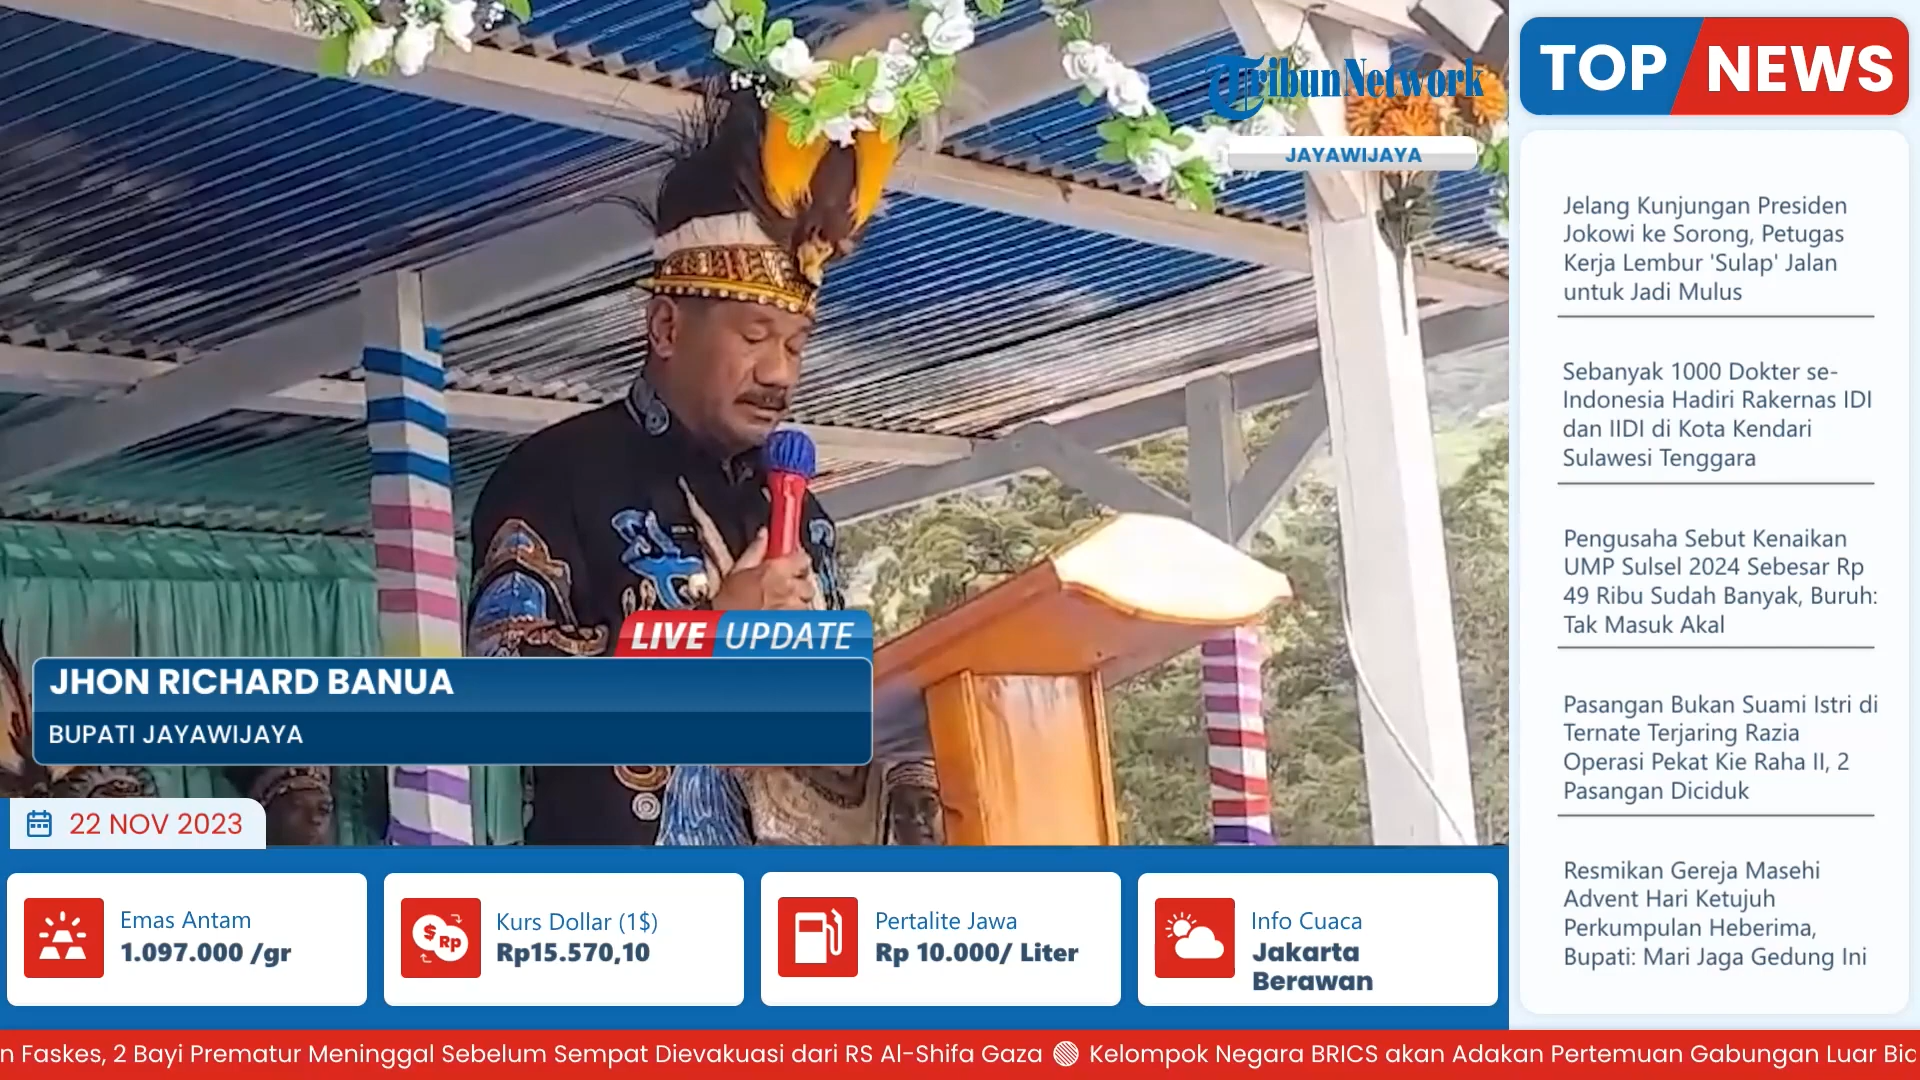 TribunNetwork
JAYAWIJAYA
TOP NEWS
Jelang Kunjungan Presiden
Jokowi ke Sorong, Petugas
Kerja Lembur 'Sulap' Jalan
untuk Jadi Mulus
Sebanyak 1000 Dokter se-
Indonesia Hadiri Rakernas IDI
dan IIDI di Kota Kendari
Sulawesi Tenggara
Pengusaha Sebut Kenaikan
UMP Sulsel 2024 Sebesar Rp
49 Ribu Sudah Banyak, Buruh:
Tak Masuk Akal
Pasangan Bukan Suami Istri di
Ternate Terjaring Razia
Operasi Pekat Kie Raha II, 2
Pasangan Diciduk
Resmikan Gereja Masehi
Advent Hari Ketujuh
Perkumpulan Heberima,
Bupati: Mari Jaga Gedung Ini
LIVE UPDATE
JHON RICHARD BANUA
BUPATI JAYAWIJAYA
22 NOV 2023
Emas Antam
1.097.000 /gr
Kurs Dollar (1$)
$ Rp
Rp15.570,10
Pertalite Jawa
Rp 10.000/ Liter
Info Cuaca
Jakarta
Berawan
n Faskes, 2 Bayi Prematur Meninggal Sebelum Sempat Dievakuasi dari RS Al-Shifa Gaza Kelompok Negara BRICS akan Adakan Pertemuan Gabungan Luar